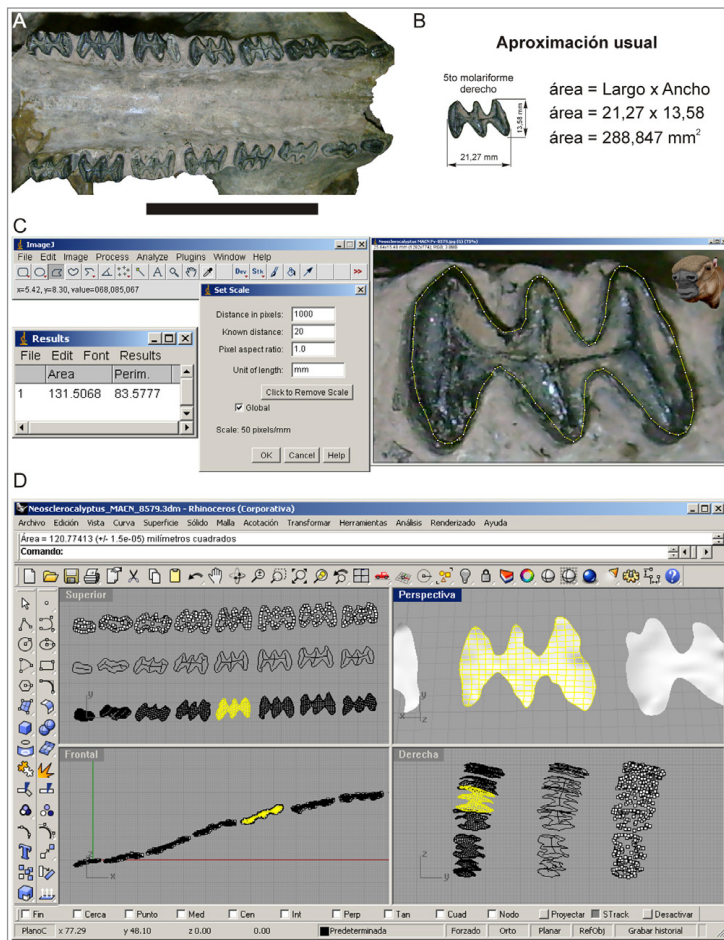 A
B
Aproximación usual
5to molariforme
derecho
13,58 mm
21,27 mm
área = Largo x Ancho
área = 21,27 x 13,58
área = 288,847 mm²
C
ImageJ
File Edit Image Process Analyze Plugins Window Help
Dev. Stk >>
x=5.42, y=8.30, value=068,085,067
Set Scale
Distance in pixels: 1000
Known distance: 20
Pixel aspect ratio: 1.0
Unit of length: mm
Click to Remove Scale
Global
Scale: 50 pixels/mm
OK Cancel Help
Results
File Edit Font Results
Area Perim.
1 131.5068 83.5777
D
Neosclerocalyptus_MACN_8579.3dm - Rhinoceros (Corporativa)
Archivo Edición Vista Curva Superficie Sólido Malla Acotación Transformar Herramientas Análisis Renderizado Ayuda
Área = 120.77413 (+/- 1.5e-05) milímetros cuadrados
Comando:
Superior
y
x
Perspectiva
y
x
z
Frontal
z
x
Derecha
z
y
Fin Cerca Punto Med Cen Int Perp Tan Cuad Nodo Proyectar STrack Desactivar
PlanoC x 77.29 y 48.10 z 0.00 0.00 Predeterminada Forzado Orto Planar RefObj Grabar historial